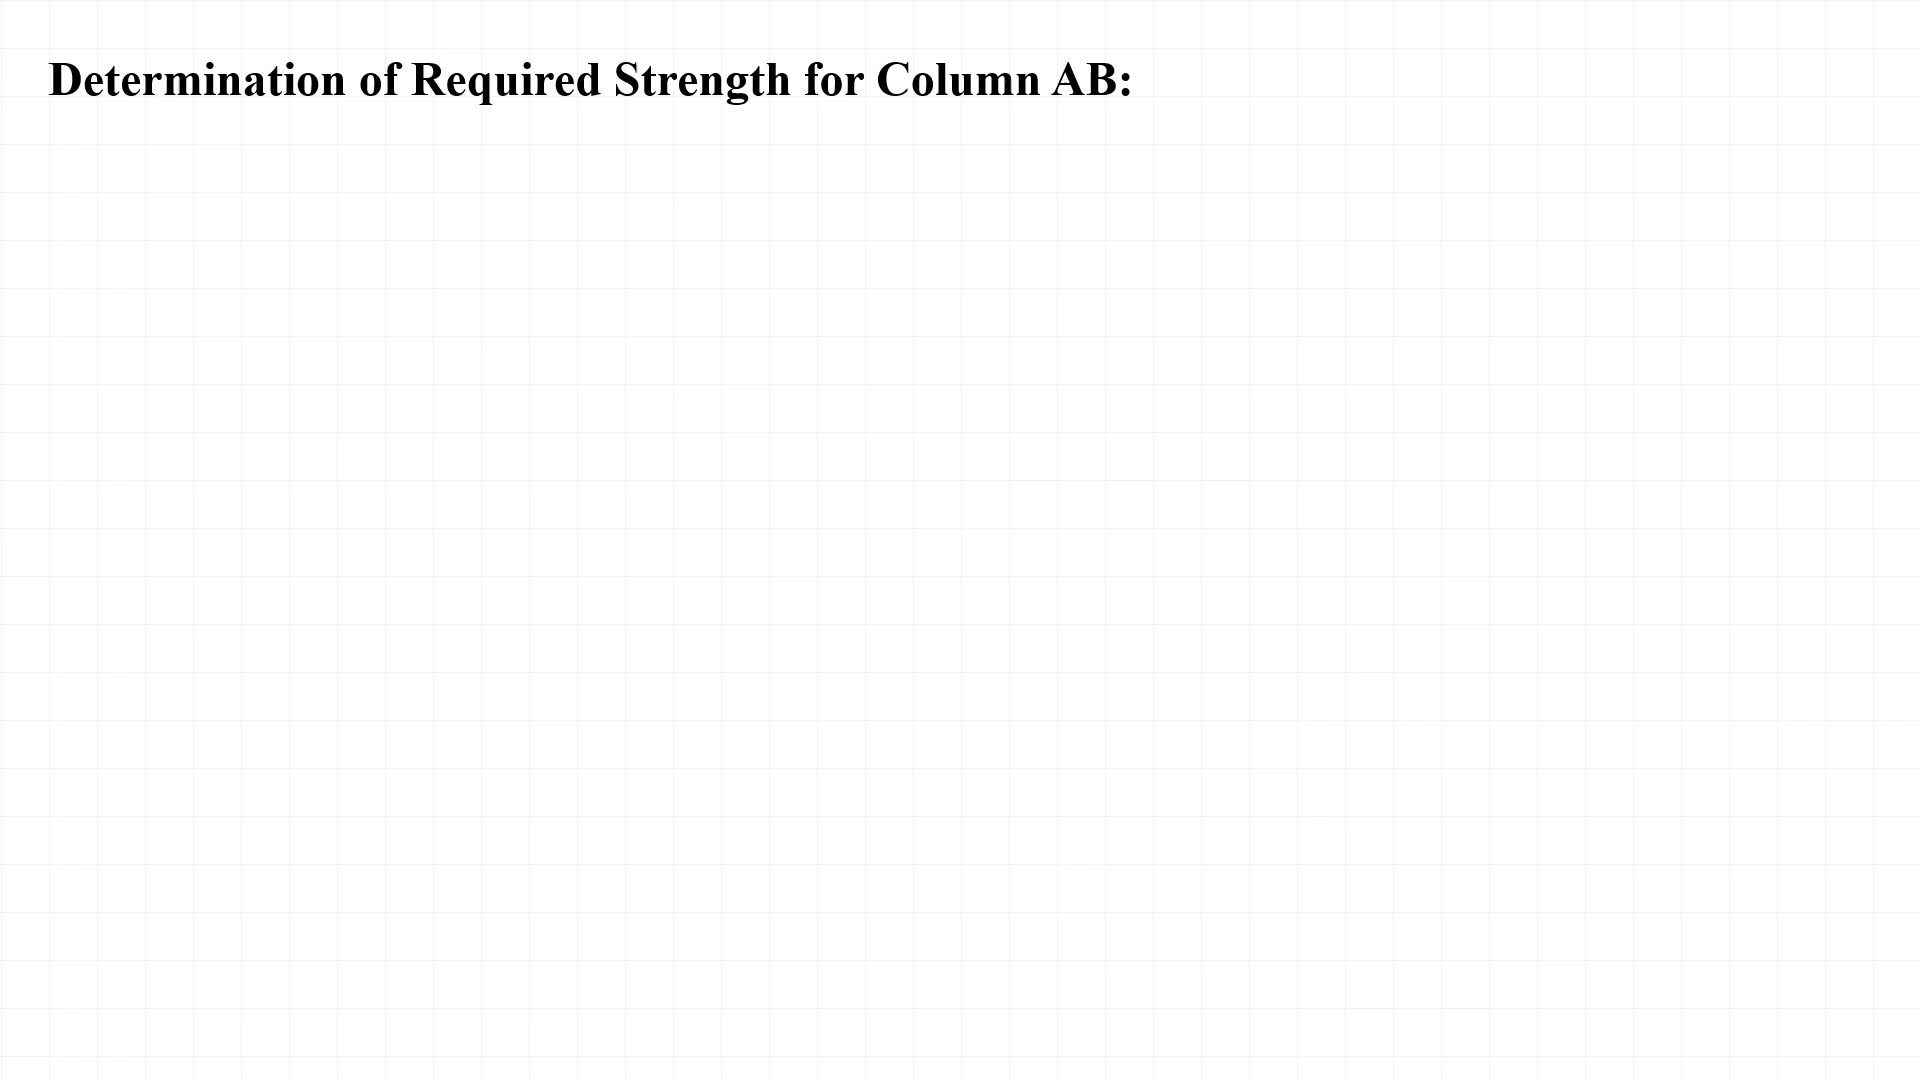 Determination of Required Strength for Column AB: